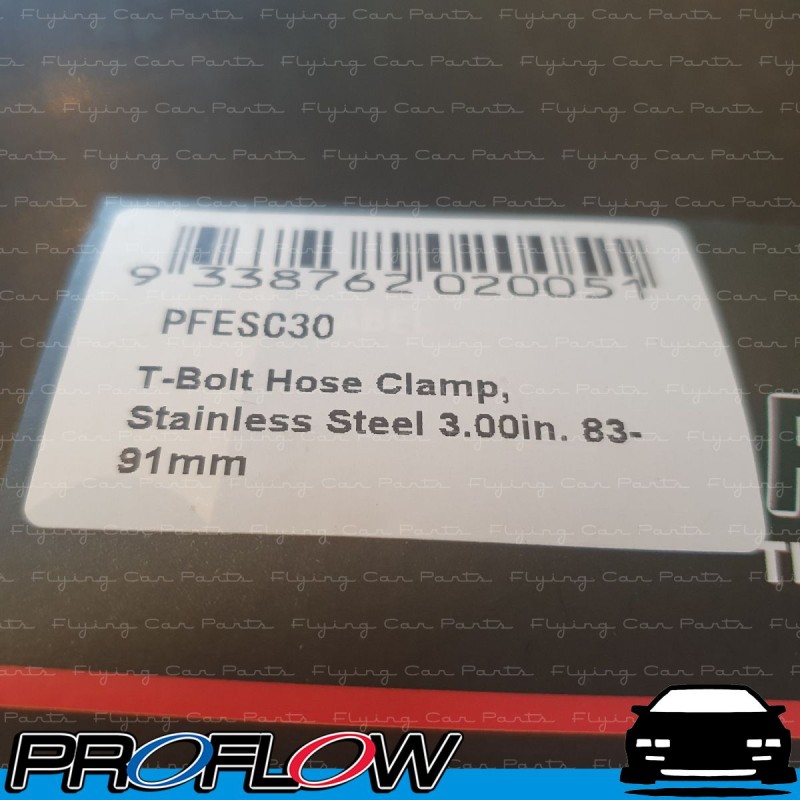 Flying Car Parts
9 338762 020051
PFESC30
T-Bolt Hose Clamp,
Stainless Steel 3.00in. 83-
91mm
PROFLOW